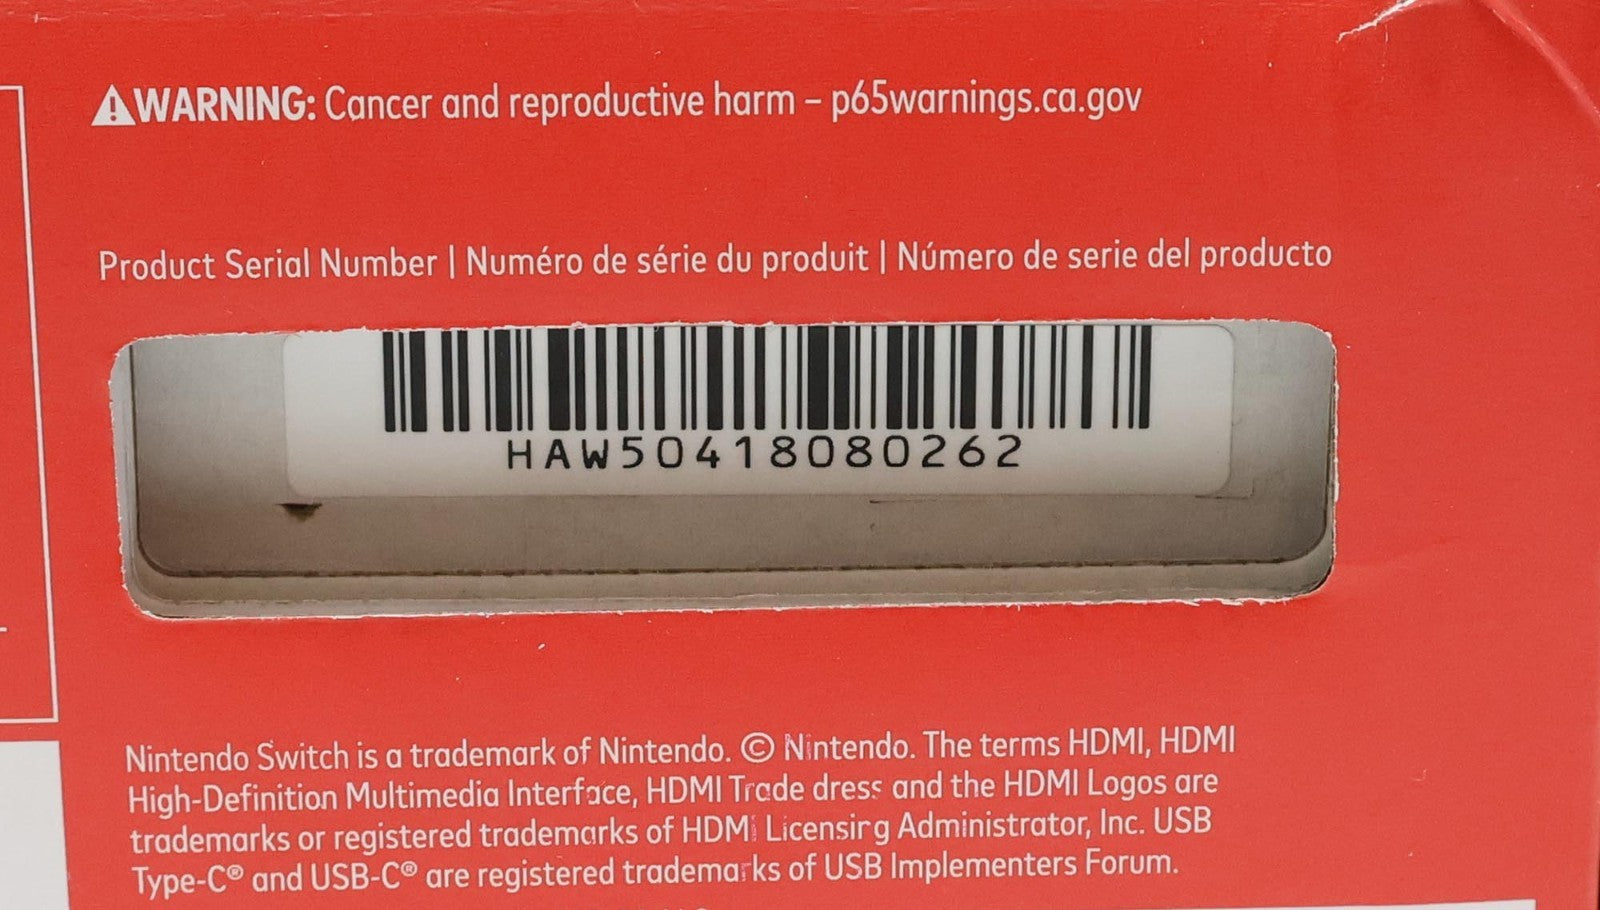 ⚠WARNING: Cancer and reproductive harm – p65warnings.ca.gov
Product Serial Number | Numéro de série du produit | Número de serie del producto
HAW50418080262
Nintendo Switch is a trademark of Nintendo. © Nintendo. The terms HDMI, HDMI
High-Definition Multimedia Interface, HDMI Trade dress and the HDMI Logos are
trademarks or registered trademarks of HDMI Licensing Administrator, Inc. USB
Type-C® and USB-C® are registered trademarks of USB Implementers Forum.